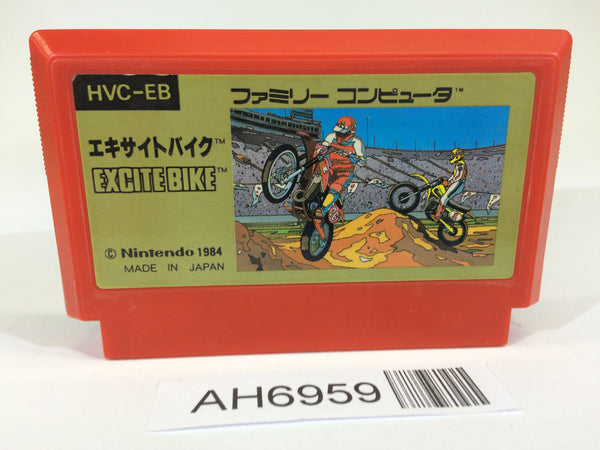 HVC-EB
ファミリー コンピュータ™
エキサイトバイク™
EXCITEBIKE™
© Nintendo 1984
MADE IN JAPAN
AH6959